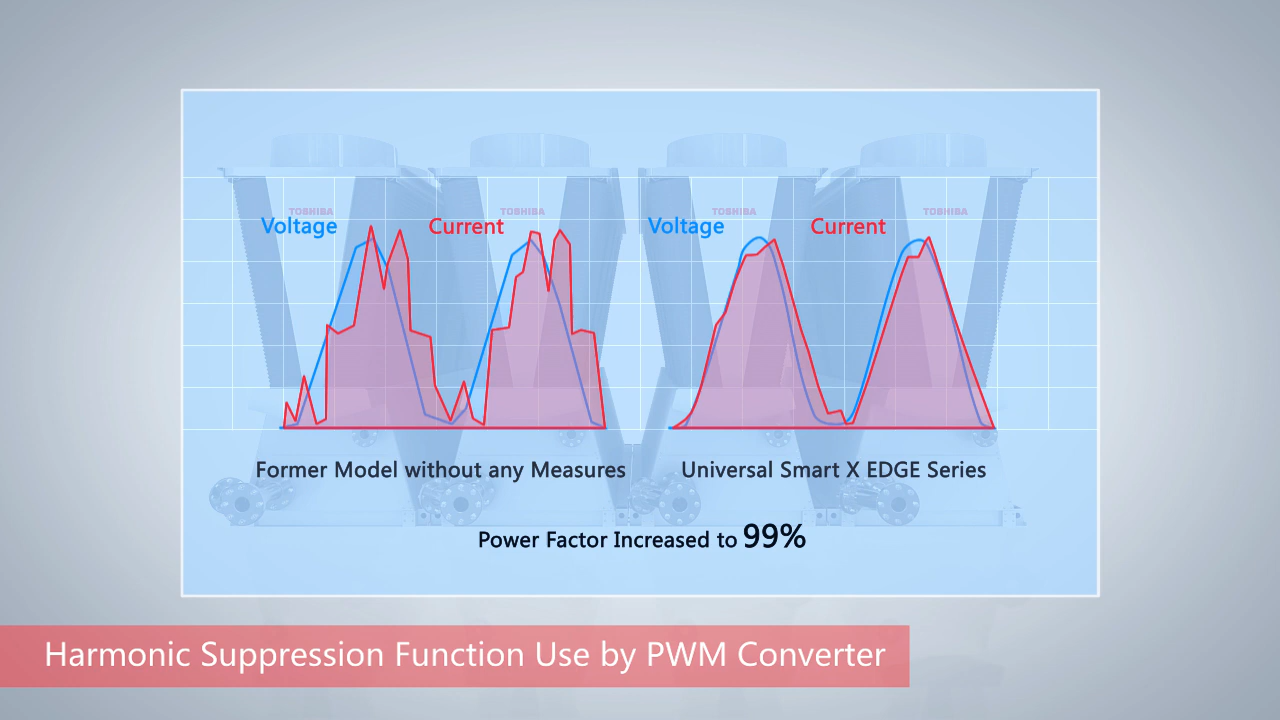 TOSHIBA
TOSHIBA
TOSHIBA
TOSHIBA
Voltage
Current
Voltage
Current
Former Model without any Measures
Universal Smart X EDGE Series
Power Factor Increased to 99%
Harmonic Suppression Function Use by PWM Converter